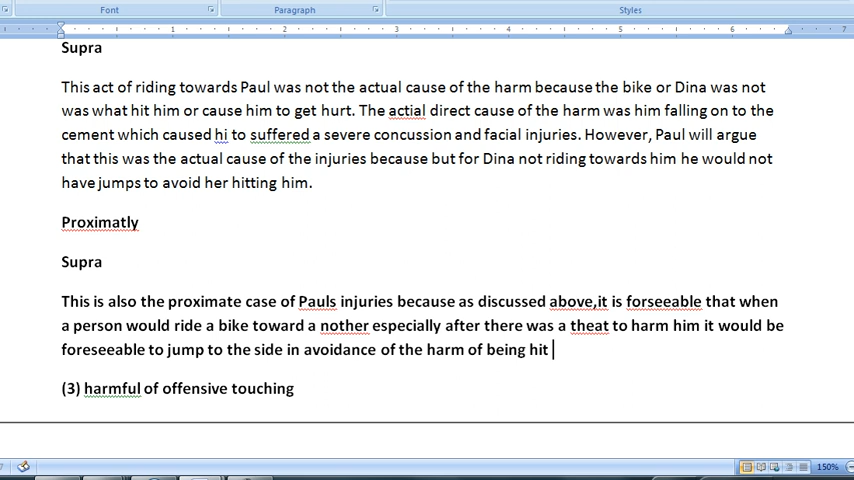 Font Paragraph Styles
1 2 3 4 5 6 7
Supra
This act of riding towards Paul was not the actual cause of the harm because the bike or Dina was not
was what hit him or cause him to get hurt. The actial direct cause of the harm was him falling on to the
cement which caused hi to suffered a severe concussion and facial injuries. However, Paul will argue
that this was the actual cause of the injuries because but for Dina not riding towards him he would not
have jumps to avoid her hitting him.
Proximatly
Supra
This is also the proximate case of Pauls injuries because as discussed above,it is forseeable that when
a person would ride a bike toward a nother especially after there was a theat to harm him it would be
foreseeable to jump to the side in avoidance of the harm of being hit
(3) harmful of offensive touching
150%